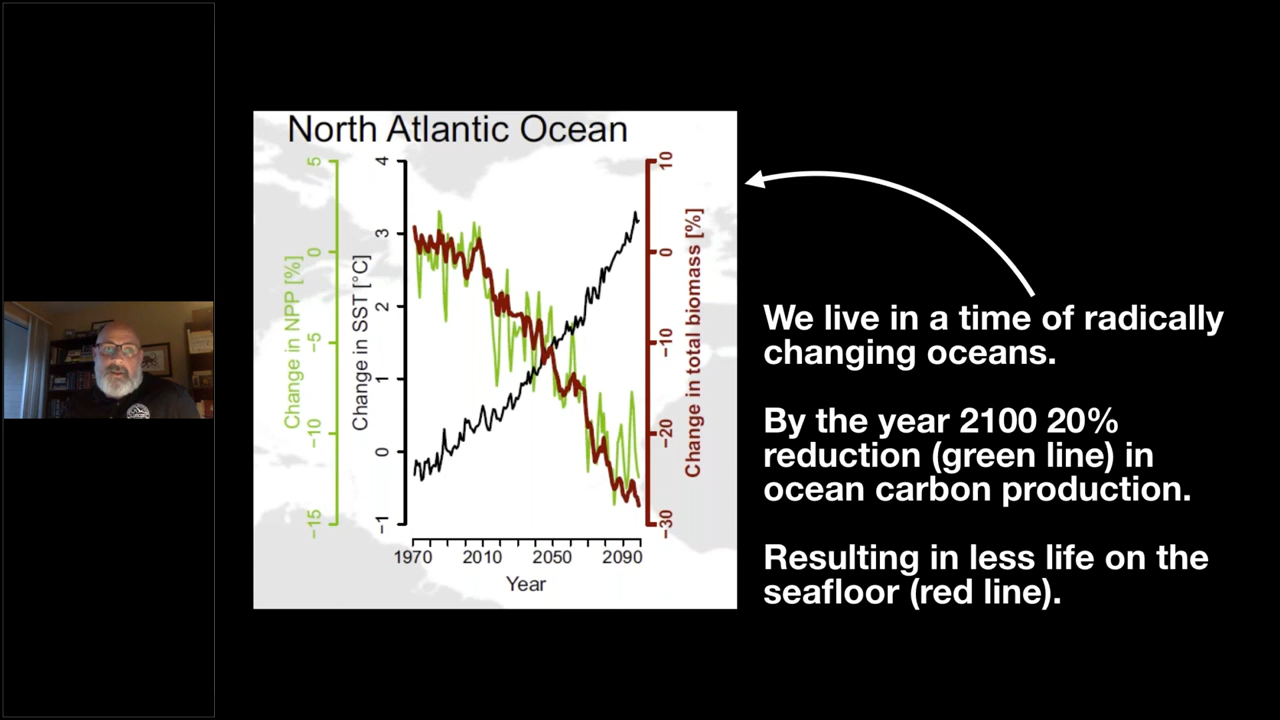 North Atlantic Ocean
Change in NPP [%]
5
0
−5
−10
−15
Change in SST [°C]
4
3
2
1
0
−1
10
0
−10
−20
−30
Change in total biomass [%]
1970 2010 2050 2090
Year
We live in a time of radically
changing oceans.
By the year 2100 20%
reduction (green line) in
ocean carbon production.
Resulting in less life on the
seafloor (red line).